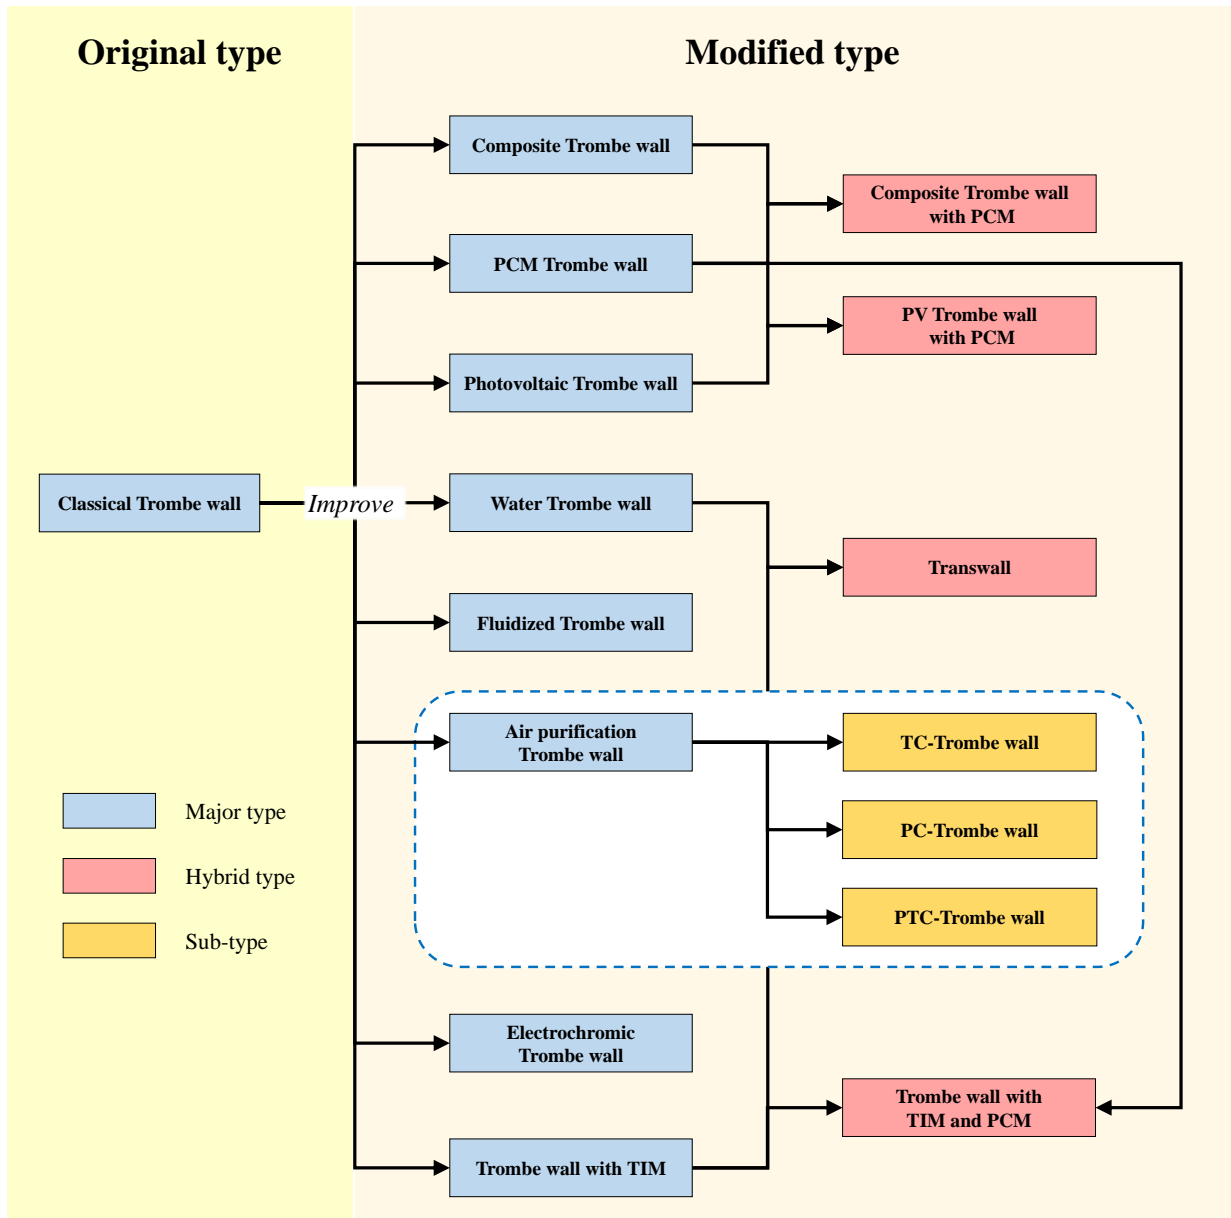 Original type
Modified type
Composite Trombe wall
Composite Trombe wall
with PCM
PCM Trombe wall
PV Trombe wall
with PCM
Photovoltaic Trombe wall
Classical Trombe wall
Improve
Water Trombe wall
Transwall
Fluidized Trombe wall
Air purification
Trombe wall
TC-Trombe wall
PC-Trombe wall
PTC-Trombe wall
Major type
Hybrid type
Sub-type
Electrochromic
Trombe wall
Trombe wall with
TIM and PCM
Trombe wall with TIM